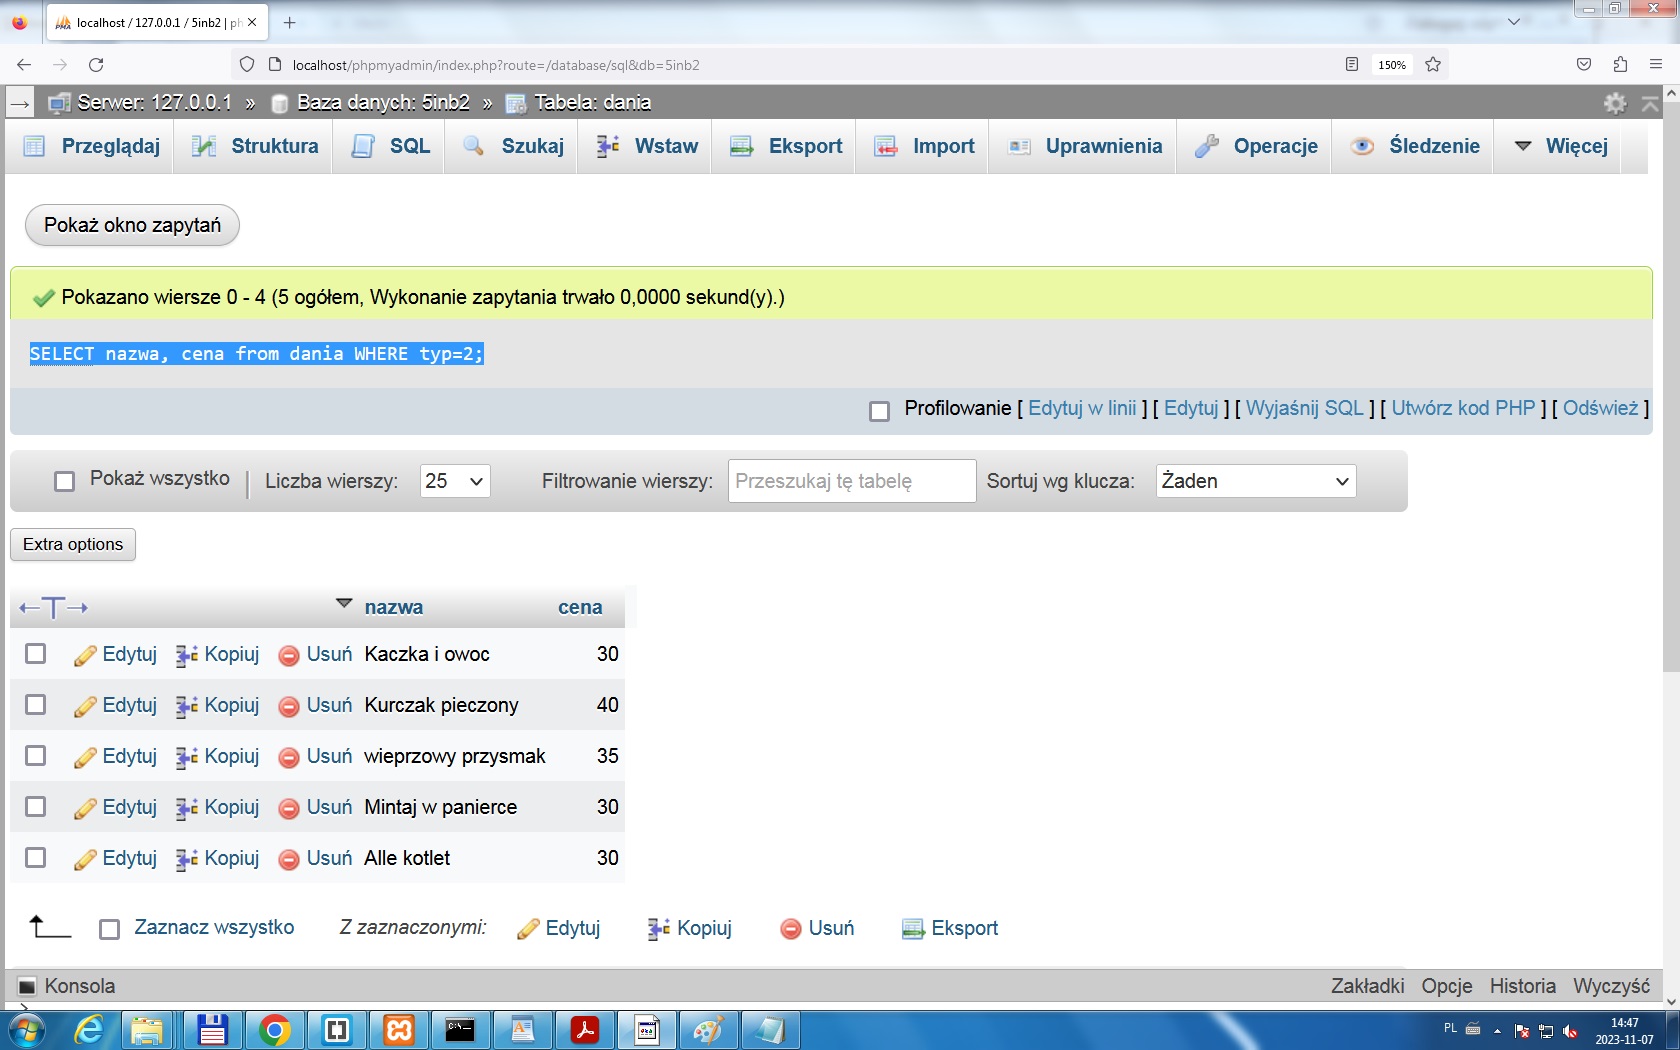 localhost / 127.0.0.1 / 5inb2 | ph
localhost/phpmyadmin/index.php?route=/database/sql&db=5inb2
150%
Serwer: 127.0.0.1 » Baza danych: 5inb2 » Tabela: dania
Przeglądaj Struktura SQL Szukaj Wstaw Eksport Import Uprawnienia Operacje Śledzenie Więcej
Pokaż okno zapytań
Pokazano wiersze 0 - 4 (5 ogółem, Wykonanie zapytania trwało 0,0000 sekund(y).)
SELECT nazwa, cena from dania WHERE typ=2;
Profilowanie [ Edytuj w linii ] [ Edytuj ] [ Wyjaśnij SQL ] [ Utwórz kod PHP ] [ Odśwież ]
Pokaż wszystko | Liczba wierszy: 25 Filtrowanie wierszy: Przeszukaj tę tabelę Sortuj wg klucza: Żaden
Extra options
nazwa cena
Edytuj Kopiuj Usuń Kaczka i owoc 30
Edytuj Kopiuj Usuń Kurczak pieczony 40
Edytuj Kopiuj Usuń wieprzowy przysmak 35
Edytuj Kopiuj Usuń Mintaj w panierce 30
Edytuj Kopiuj Usuń Alle kotlet 30
Zaznacz wszystko Z zaznaczonymi: Edytuj Kopiuj Usuń Eksport
Konsola Zakładki Opcje Historia Wyczyść
PL 14:47
2023-11-07